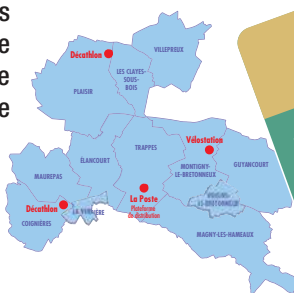 s
e
e
e
VILLEPREUX
Décathlon
LES CLAYES-
SOUS-
BOIS
PLAISIR
Vélostation
TRAPPES
ÉLANCOURT
MONTIGNY-
LE-BRETONNEUX
GUYANCOURT
MAUREPAS
La Poste
Plateforme
de distribution
Décathlon
LA VERRIÈRE
VOISINS-
LE-BRETONNEUX
COIGNIÈRES
MAGNY-LES-HAMEAUX